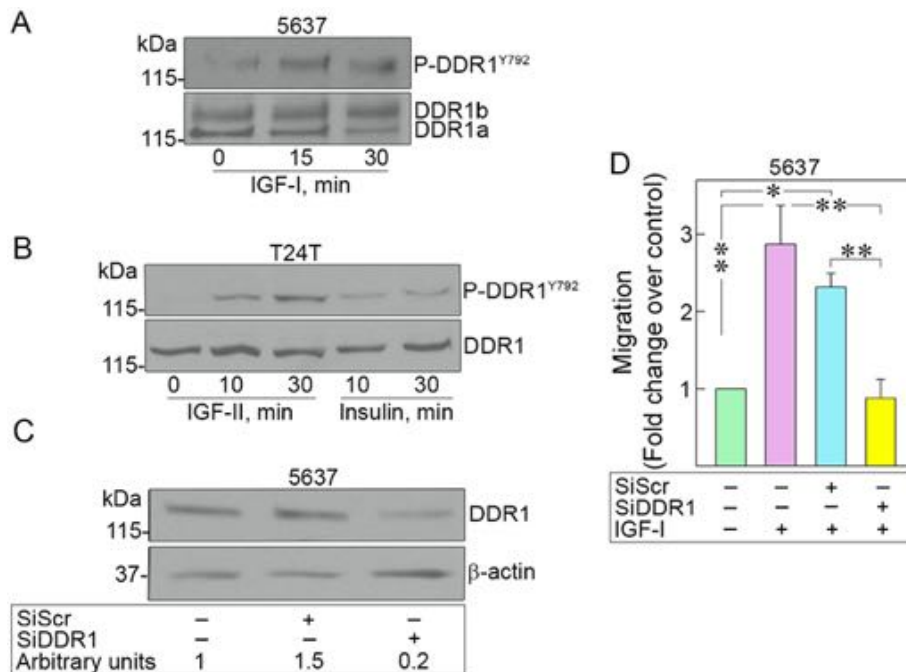 A
5637
kDa
P-DDR1Y792
115-
DDR1b
115-
DDR1a
0 15 30
IGF-I, min
B
T24T
kDa
P-DDR1Y792
115-
DDR1
115-
0 10 30 10 30
IGF-II, min Insulin, min
C
5637
kDa
DDR1
115-
37-
β-actin
SiScr – + –
SiDDR1 – – +
Arbitrary units 1 1.5 0.2
D
5637
Migration
(Fold change over control)
3
2
1
*
**
**
**
SiScr – – + –
SiDDR1 – – – +
IGF-I – + + +